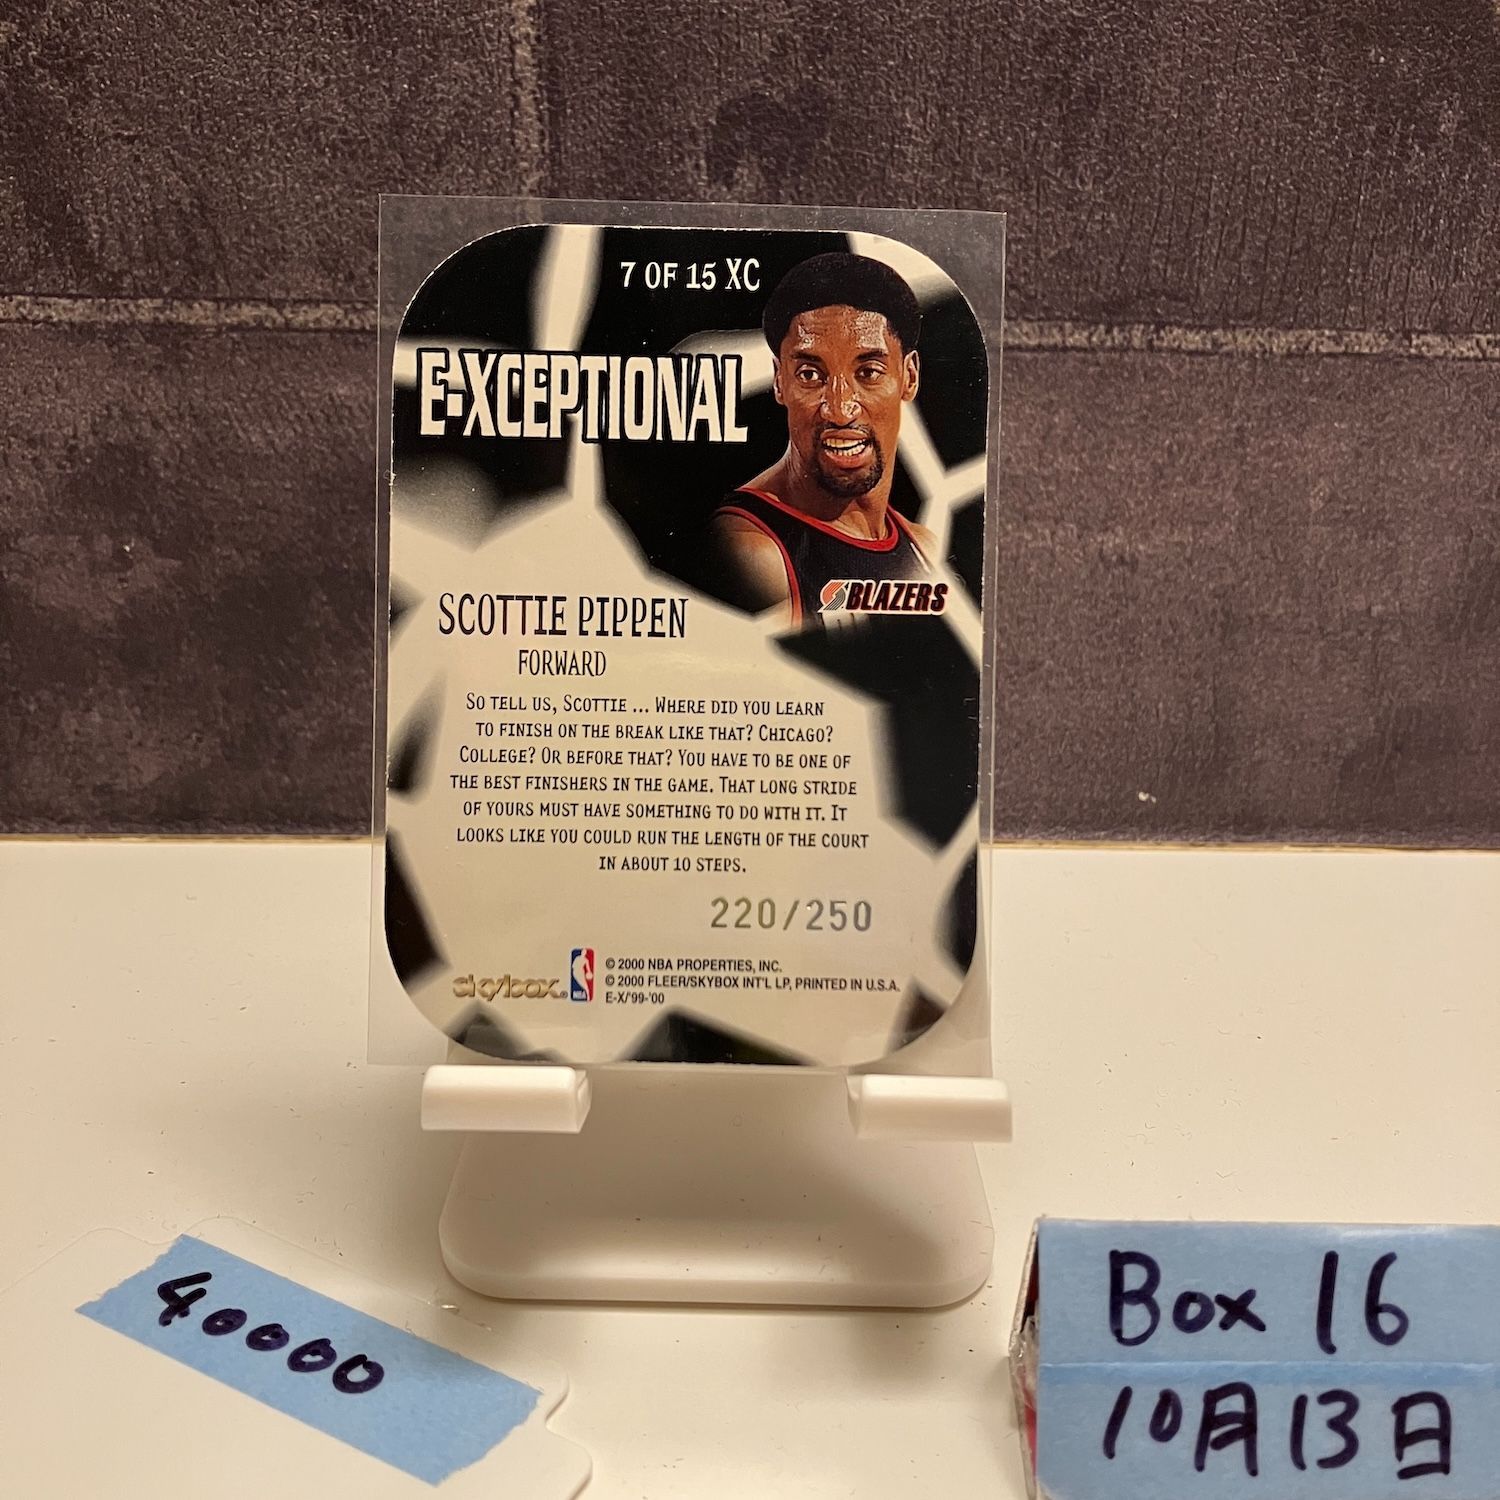 7 OF 15 XC
E-XCEPTIONAL
BLAZERS
SCOTTIE PIPPEN
FORWARD
SO TELL US, SCOTTIE ... WHERE DID YOU LEARN
TO FINISH ON THE BREAK LIKE THAT? CHICAGO?
COLLEGE? OR BEFORE THAT? YOU HAVE TO BE ONE OF
THE BEST FINISHERS IN THE GAME. THAT LONG STRIDE
OF YOURS MUST HAVE SOMETHING TO DO WITH IT. IT
LOOKS LIKE YOU COULD RUN THE LENGTH OF THE COURT
IN ABOUT 10 STEPS.
220/250
skybox® NBA
© 2000 NBA PROPERTIES, INC.
© 2000 FLEER/SKYBOX INT'L LP, PRINTED IN U.S.A.
E-X/'99-'00
40000
Box 16
10月13日